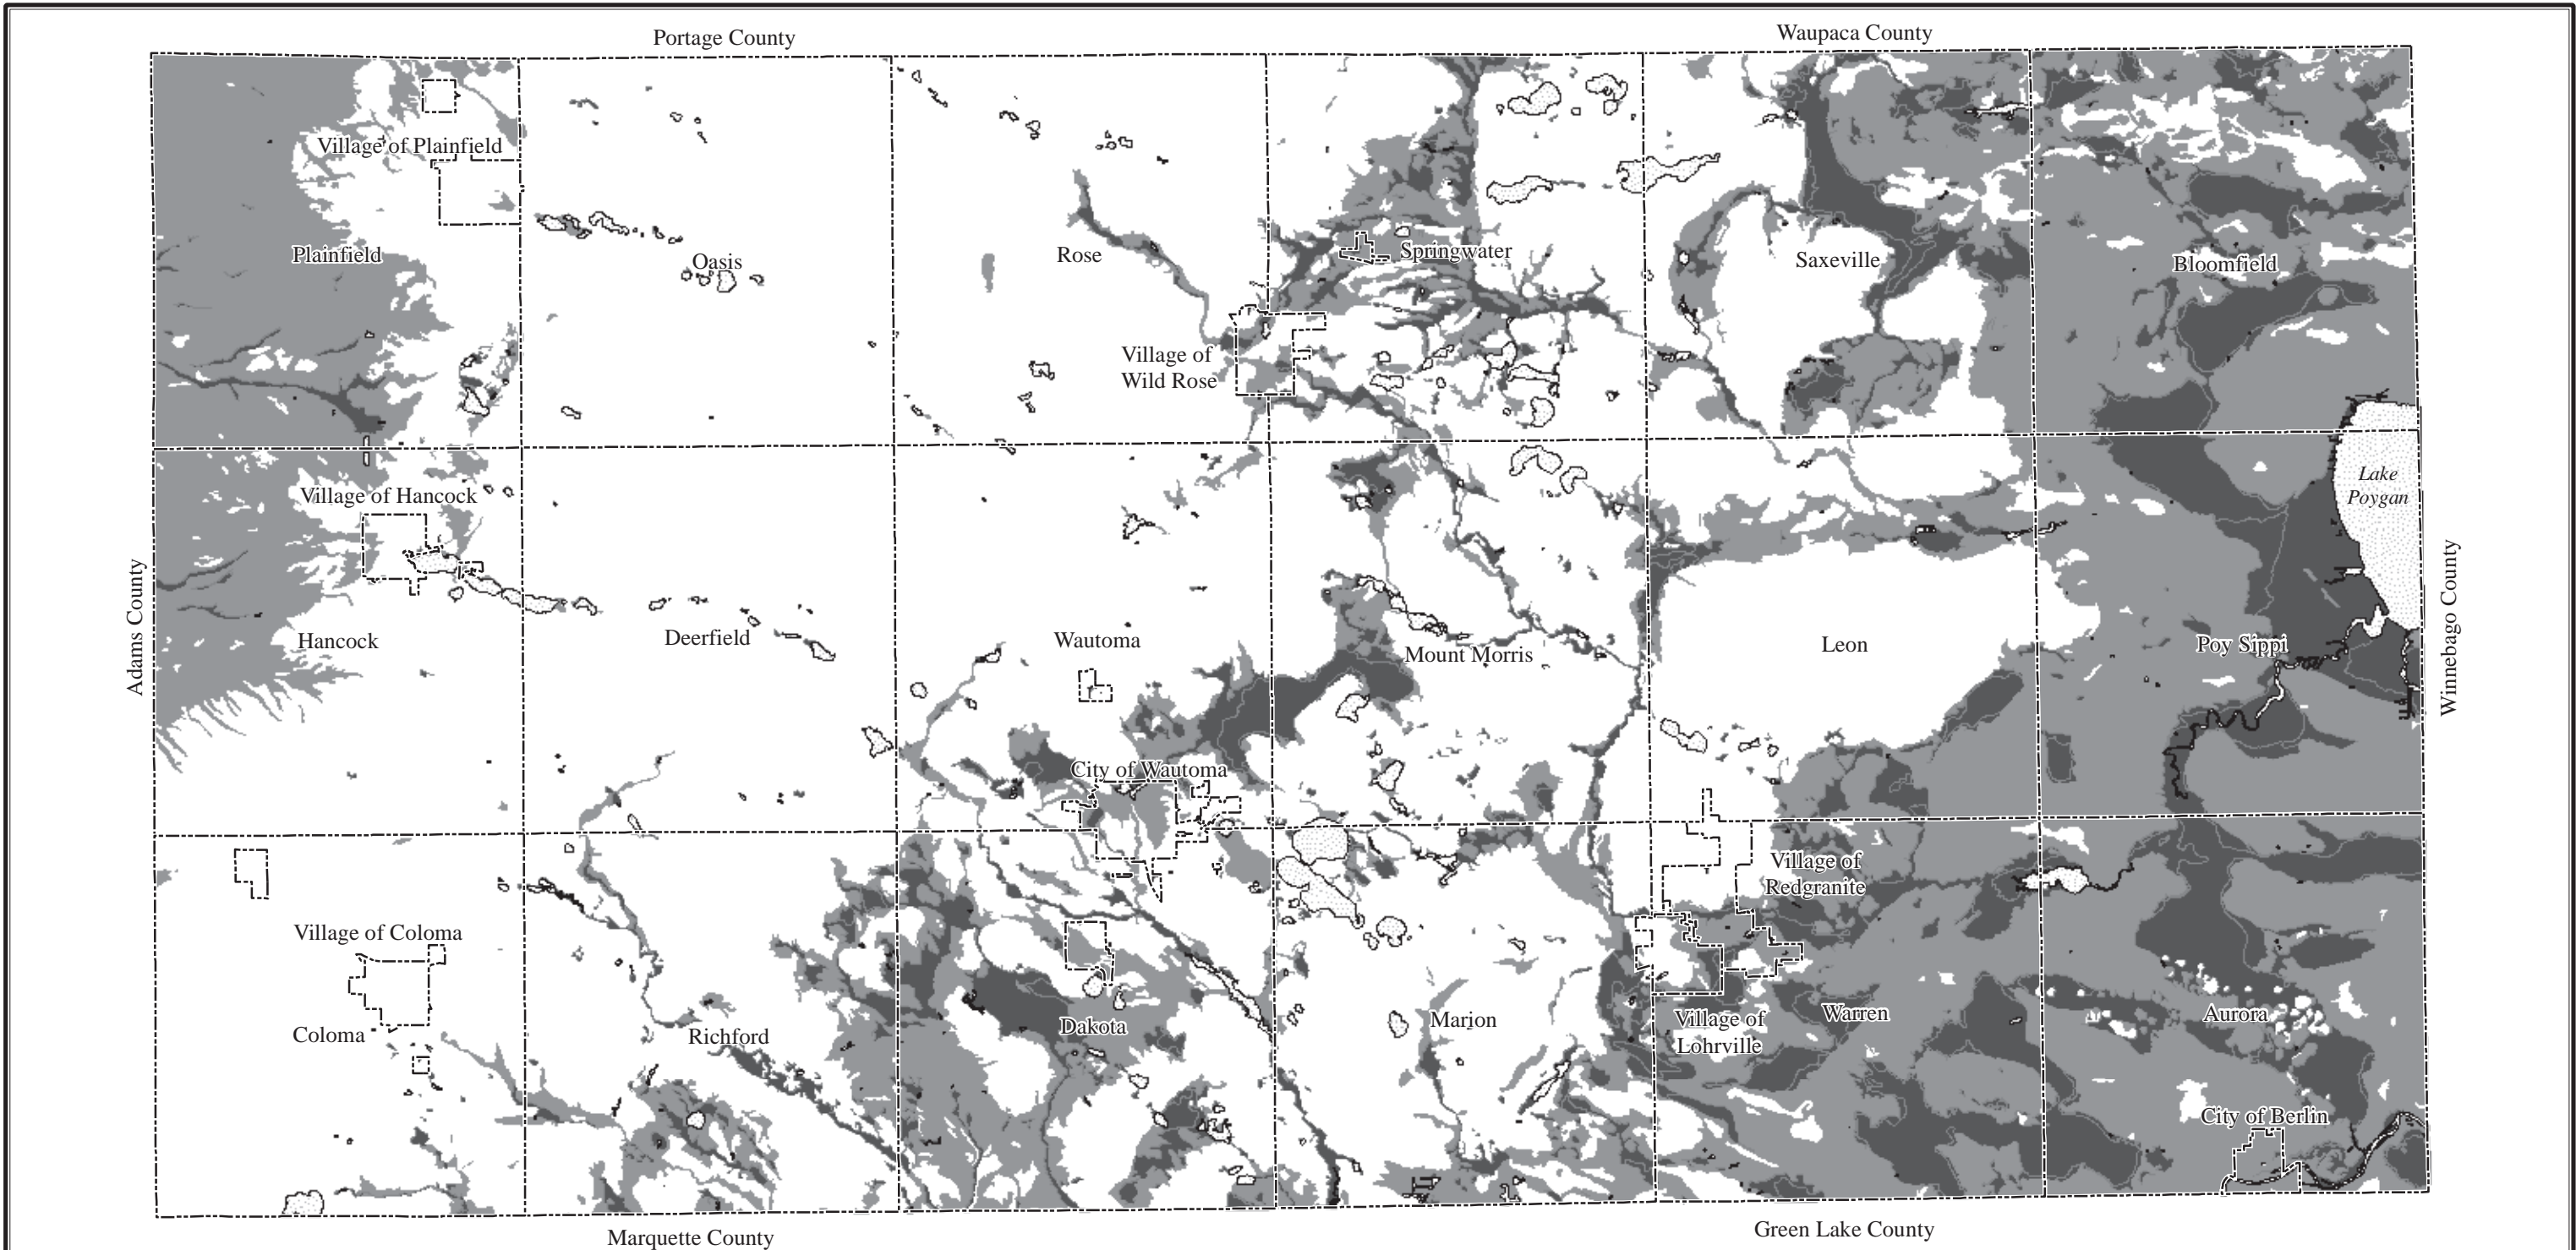 Portage County
Waupaca County
Village of Plainfield
Plainfield
Oasis
Rose
Springwater
Saxeville
Bloomfield
Village of
Wild Rose
Village of Hancock
Lake
Poygan
Adams County
Winnebago County
Hancock
Deerfield
Wautoma
Mount Morris
Leon
Poy Sippi
City of Wautoma
Village of
Redgranite
Village of Coloma
Coloma
Richford
Dakota
Marion
Village of
Lohrville
Warren
Aurora
City of Berlin
Marquette County
Green Lake County